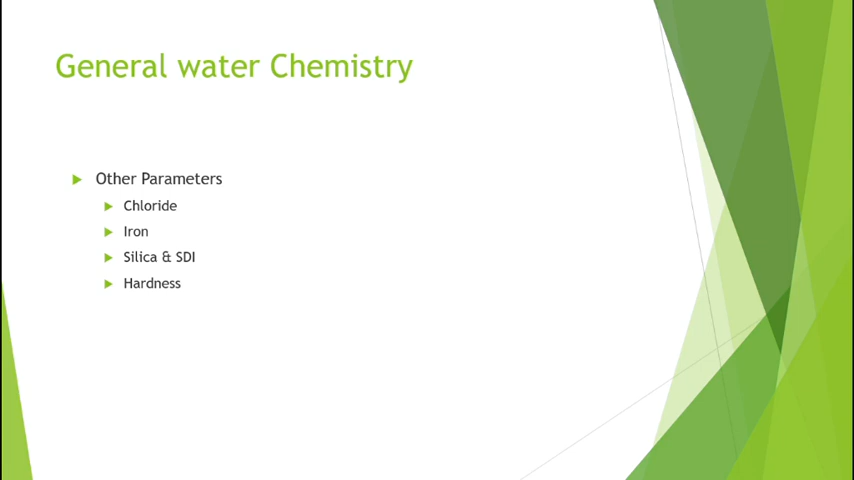 General water Chemistry
Other Parameters
Chloride
Iron
Silica & SDI
Hardness